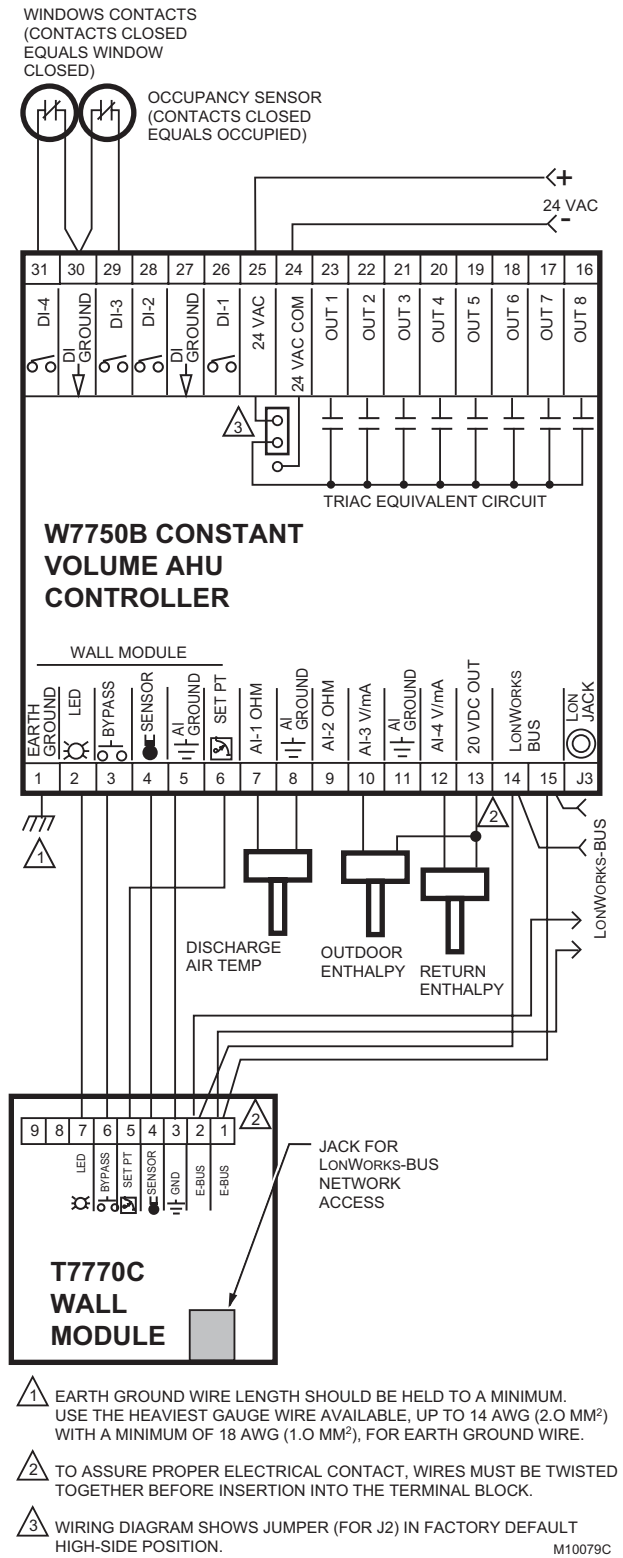 WINDOWS CONTACTS
(CONTACTS CLOSED
EQUALS WINDOW
CLOSED)
OCCUPANCY SENSOR
(CONTACTS CLOSED
EQUALS OCCUPIED)
+
24 VAC
-
31 30 29 28 27 26 25 24 23 22 21 20 19 18 17 16
DI-4
DI
GROUND
DI-3
DI-2
DI
GROUND
DI-1
24 VAC
24 VAC COM
OUT 1
OUT 2
OUT 3
OUT 4
OUT 5
OUT 6
OUT 7
OUT 8
3
TRIAC EQUIVALENT CIRCUIT
W7750B CONSTANT
VOLUME AHU
CONTROLLER
WALL MODULE
EARTH
GROUND
LED
BYPASS
SENSOR
AI
GROUND
SET PT
AI-1 OHM
AI
GROUND
AI-2 OHM
AI-3 V/mA
AI
GROUND
AI-4 V/mA
20 VDC OUT
LONWORKS
BUS
LON
JACK
1 2 3 4 5 6 7 8 9 10 11 12 13 14 15 J3
1
2
LONWORKS-BUS
DISCHARGE
AIR TEMP
OUTDOOR
ENTHALPY
RETURN
ENTHALPY
9 8 7 6 5 4 3 2 1
2
LED
BYPASS
SET PT
SENSOR
GND
E-BUS
E-BUS
JACK FOR
LONWORKS-BUS
NETWORK
ACCESS
T7770C
WALL
MODULE
1 EARTH GROUND WIRE LENGTH SHOULD BE HELD TO A MINIMUM.
USE THE HEAVIEST GAUGE WIRE AVAILABLE, UP TO 14 AWG (2.O MM²)
WITH A MINIMUM OF 18 AWG (1.O MM²), FOR EARTH GROUND WIRE.
2 TO ASSURE PROPER ELECTRICAL CONTACT, WIRES MUST BE TWISTED
TOGETHER BEFORE INSERTION INTO THE TERMINAL BLOCK.
3 WIRING DIAGRAM SHOWS JUMPER (FOR J2) IN FACTORY DEFAULT
HIGH-SIDE POSITION.
M10079C